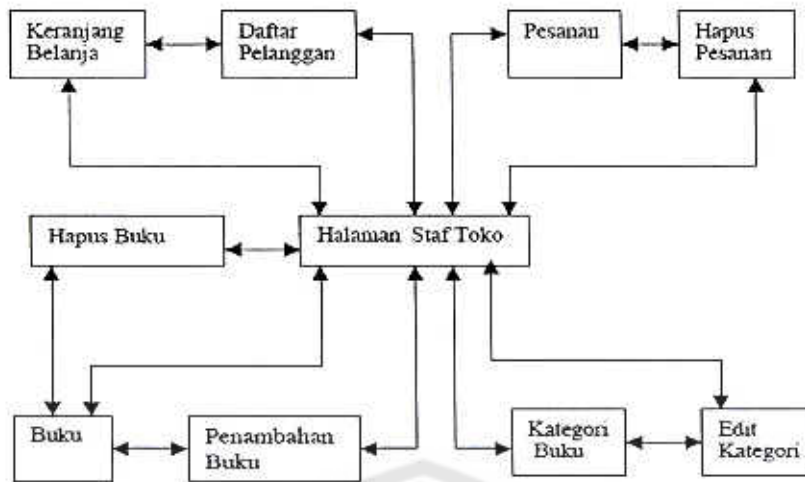 Keranjang
Belanja
Daftar
Pelanggan
Pesanan
Hapus
Pesanan
Hapus Buku
Halaman Staf Toko
Buku
Penambahan
Buku
Kategori
Buku
Edit
Kategori